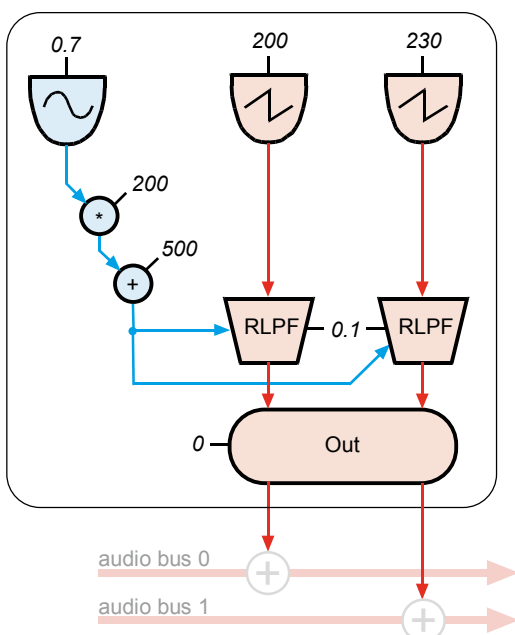 0.7
200
230
*
200
+
500
RLPF
0.1
RLPF
0
Out
audio bus 0
+
audio bus 1
+